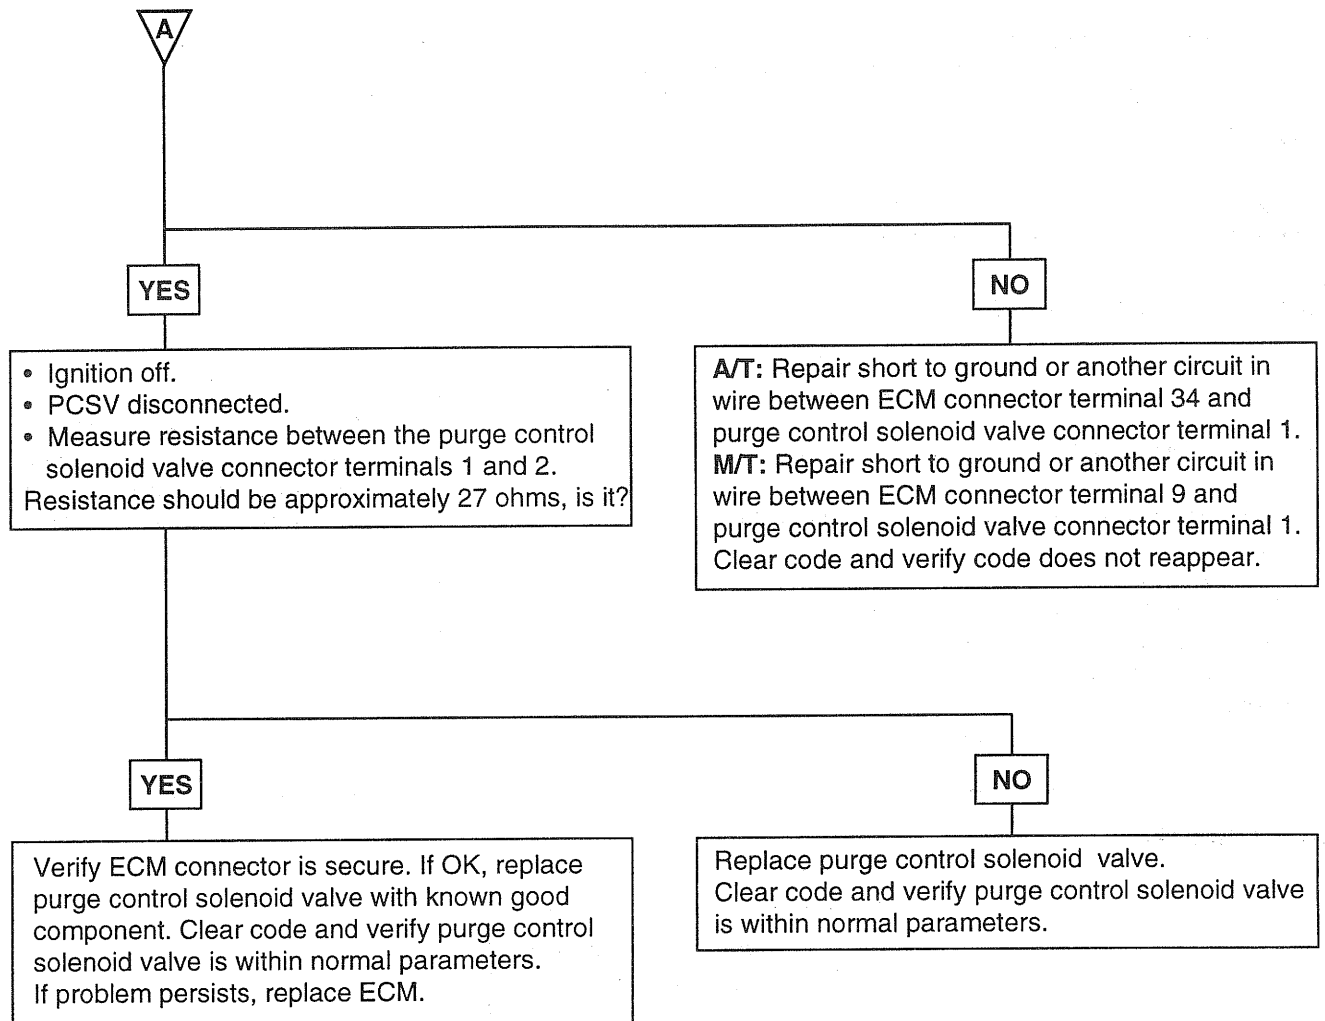 A
YES
NO
• Ignition off.
• PCSV disconnected.
• Measure resistance between the purge control
solenoid valve connector terminals 1 and 2.
Resistance should be approximately 27 ohms, is it?
A/T: Repair short to ground or another circuit in
wire between ECM connector terminal 34 and
purge control solenoid valve connector terminal 1.
M/T: Repair short to ground or another circuit in
wire between ECM connector terminal 9 and
purge control solenoid valve connector terminal 1.
Clear code and verify code does not reappear.
YES
NO
Verify ECM connector is secure. If OK, replace
purge control solenoid valve with known good
component. Clear code and verify purge control
solenoid valve is within normal parameters.
If problem persists, replace ECM.
Replace purge control solenoid valve.
Clear code and verify purge control solenoid valve
is within normal parameters.